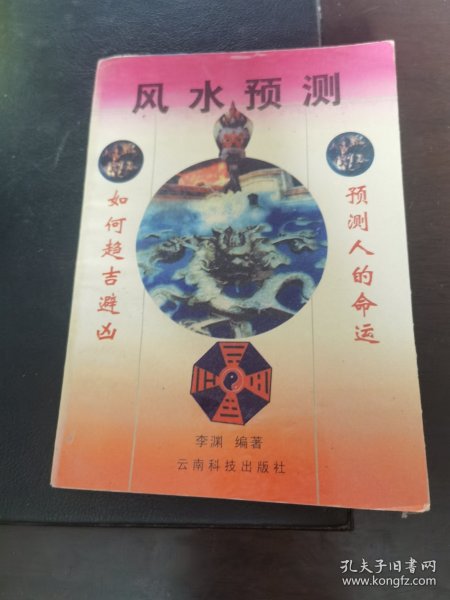 风水预测
如何趋吉避凶
预测人的命运
李渊 编著
云南科技出版社
孔夫子旧书网
www.kongfz.com